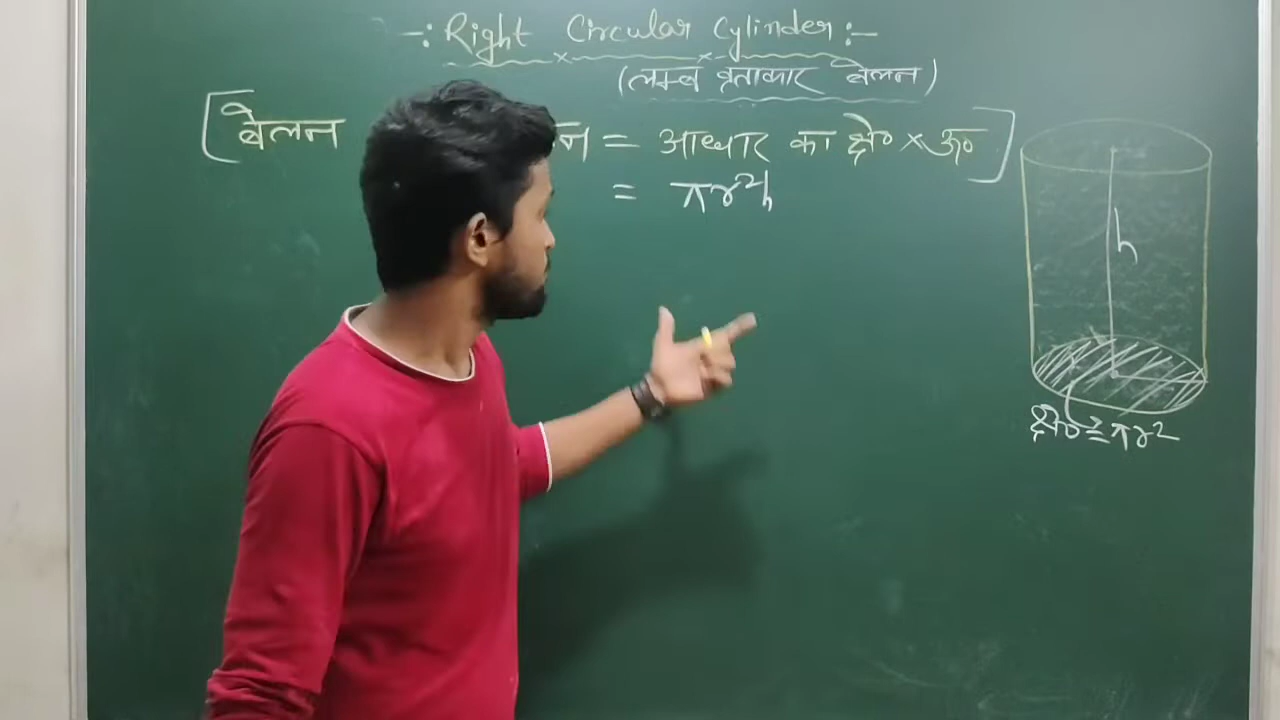 -: Right Circular Cylinder :-
(लम्ब वृताकार बेलन)
[बेलन = आधार का क्षे० × ऊ०]
= πr²h
h
क्षे० = πr²